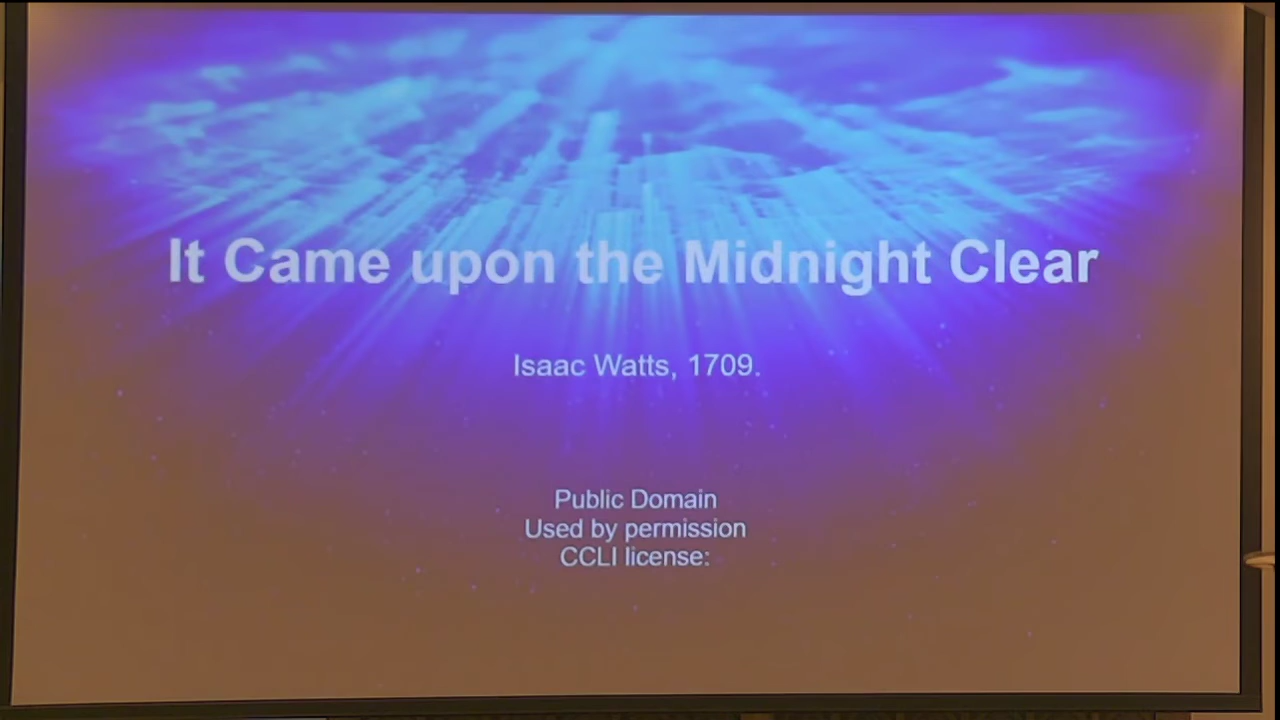 It Came upon the Midnight Clear
Isaac Watts, 1709.
Public Domain
Used by permission
CCLI license: